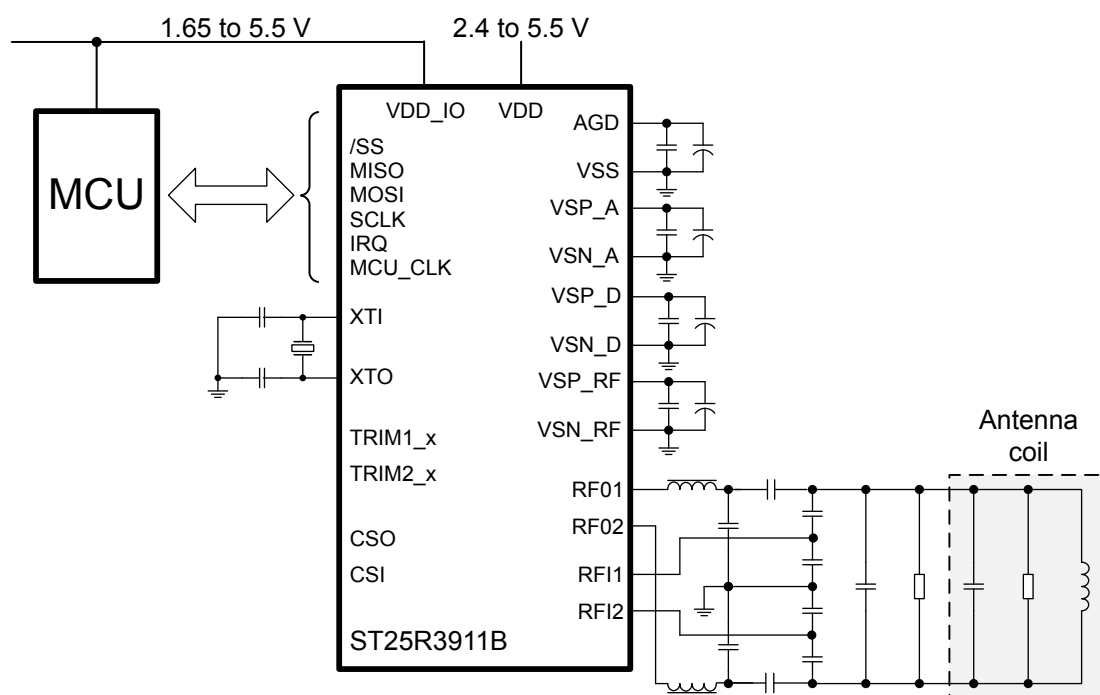 1.65 to 5.5 V
2.4 to 5.5 V
MCU
VDD_IO
VDD
/SS
MISO
MOSI
SCLK
IRQ
MCU_CLK
XTI
XTO
TRIM1_x
TRIM2_x
CSO
CSI
ST25R3911B
AGD
VSS
VSP_A
VSN_A
VSP_D
VSN_D
VSP_RF
VSN_RF
RF01
RF02
RFI1
RFI2
Antenna
coil